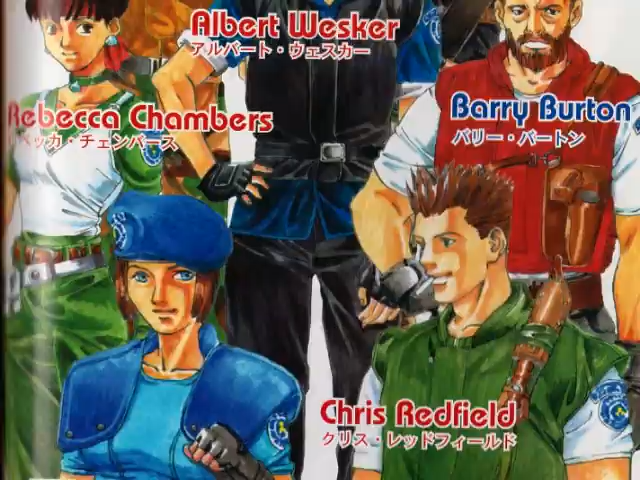 Albert Wesker
アルバート・ウェスカー
Rebecca Chambers
ベッカ・チェンバース
Barry Burton
バリー・バートン
Chris Redfield
クリス・レッドフィールド